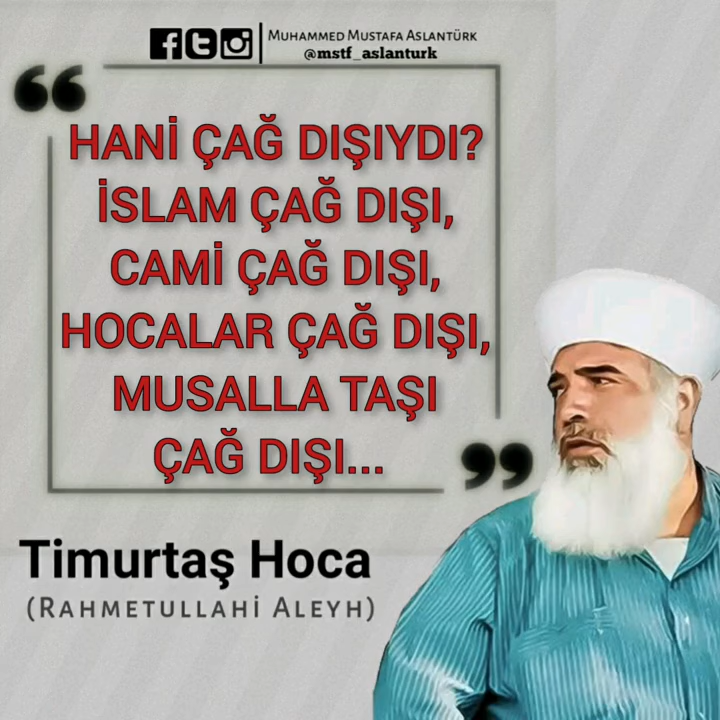 MUHAMMED MUSTAFA ASLANTÜRK
@mstf_aslanturk
“
HANİ ÇAĞ DIŞIYDI?
İSLAM ÇAĞ DIŞI,
CAMİ ÇAĞ DIŞI,
HOCALAR ÇAĞ DIŞI,
MUSALLA TAŞI
ÇAĞ DIŞI...
”
Timurtaş Hoca
(RAHMETULLAHİ ALEYH)